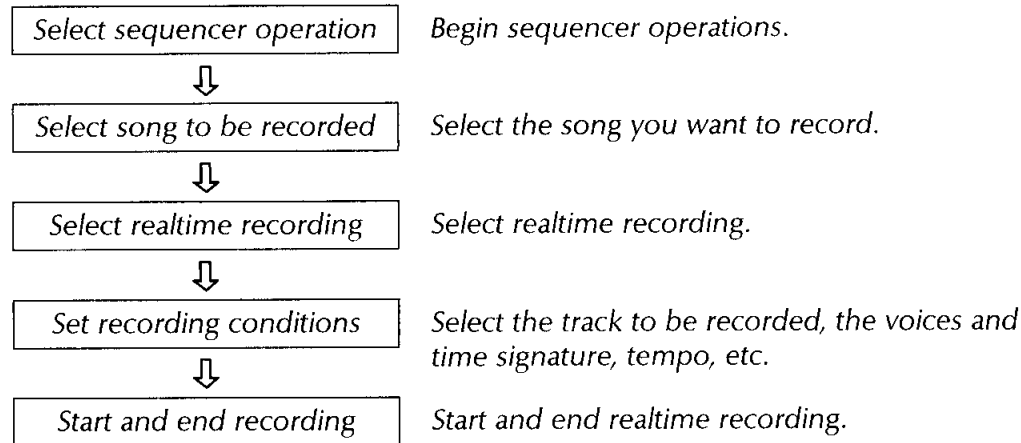 Select sequencer operation
Begin sequencer operations.
Select song to be recorded
Select the song you want to record.
Select realtime recording
Select realtime recording.
Set recording conditions
Select the track to be recorded, the voices and
time signature, tempo, etc.
Start and end recording
Start and end realtime recording.